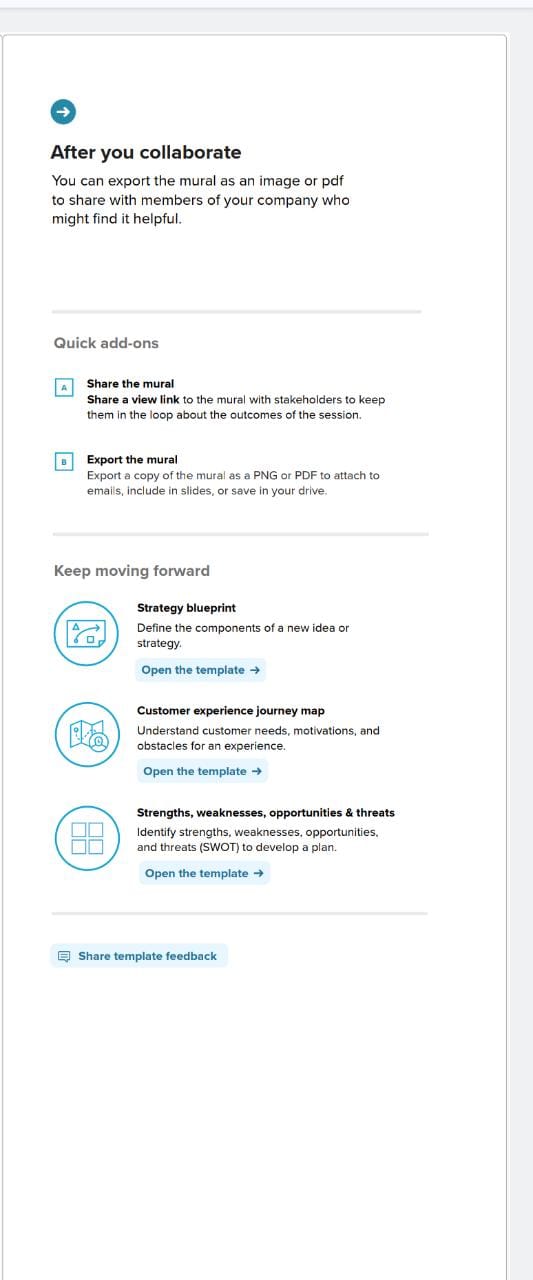 After you collaborate
You can export the mural as an image or pdf
to share with members of your company who
might find it helpful.
Quick add-ons
A
Share the mural
Share a view link to the mural with stakeholders to keep
them in the loop about the outcomes of the session.
B
Export the mural
Export a copy of the mural as a PNG or PDF to attach to
emails, include in slides, or save in your drive.
Keep moving forward
Strategy blueprint
Define the components of a new idea or
strategy.
Open the template →
Customer experience journey map
Understand customer needs, motivations, and
obstacles for an experience.
Open the template →
Strengths, weaknesses, opportunities & threats
Identify strengths, weaknesses, opportunities,
and threats (SWOT) to develop a plan.
Open the template →
Share template feedback